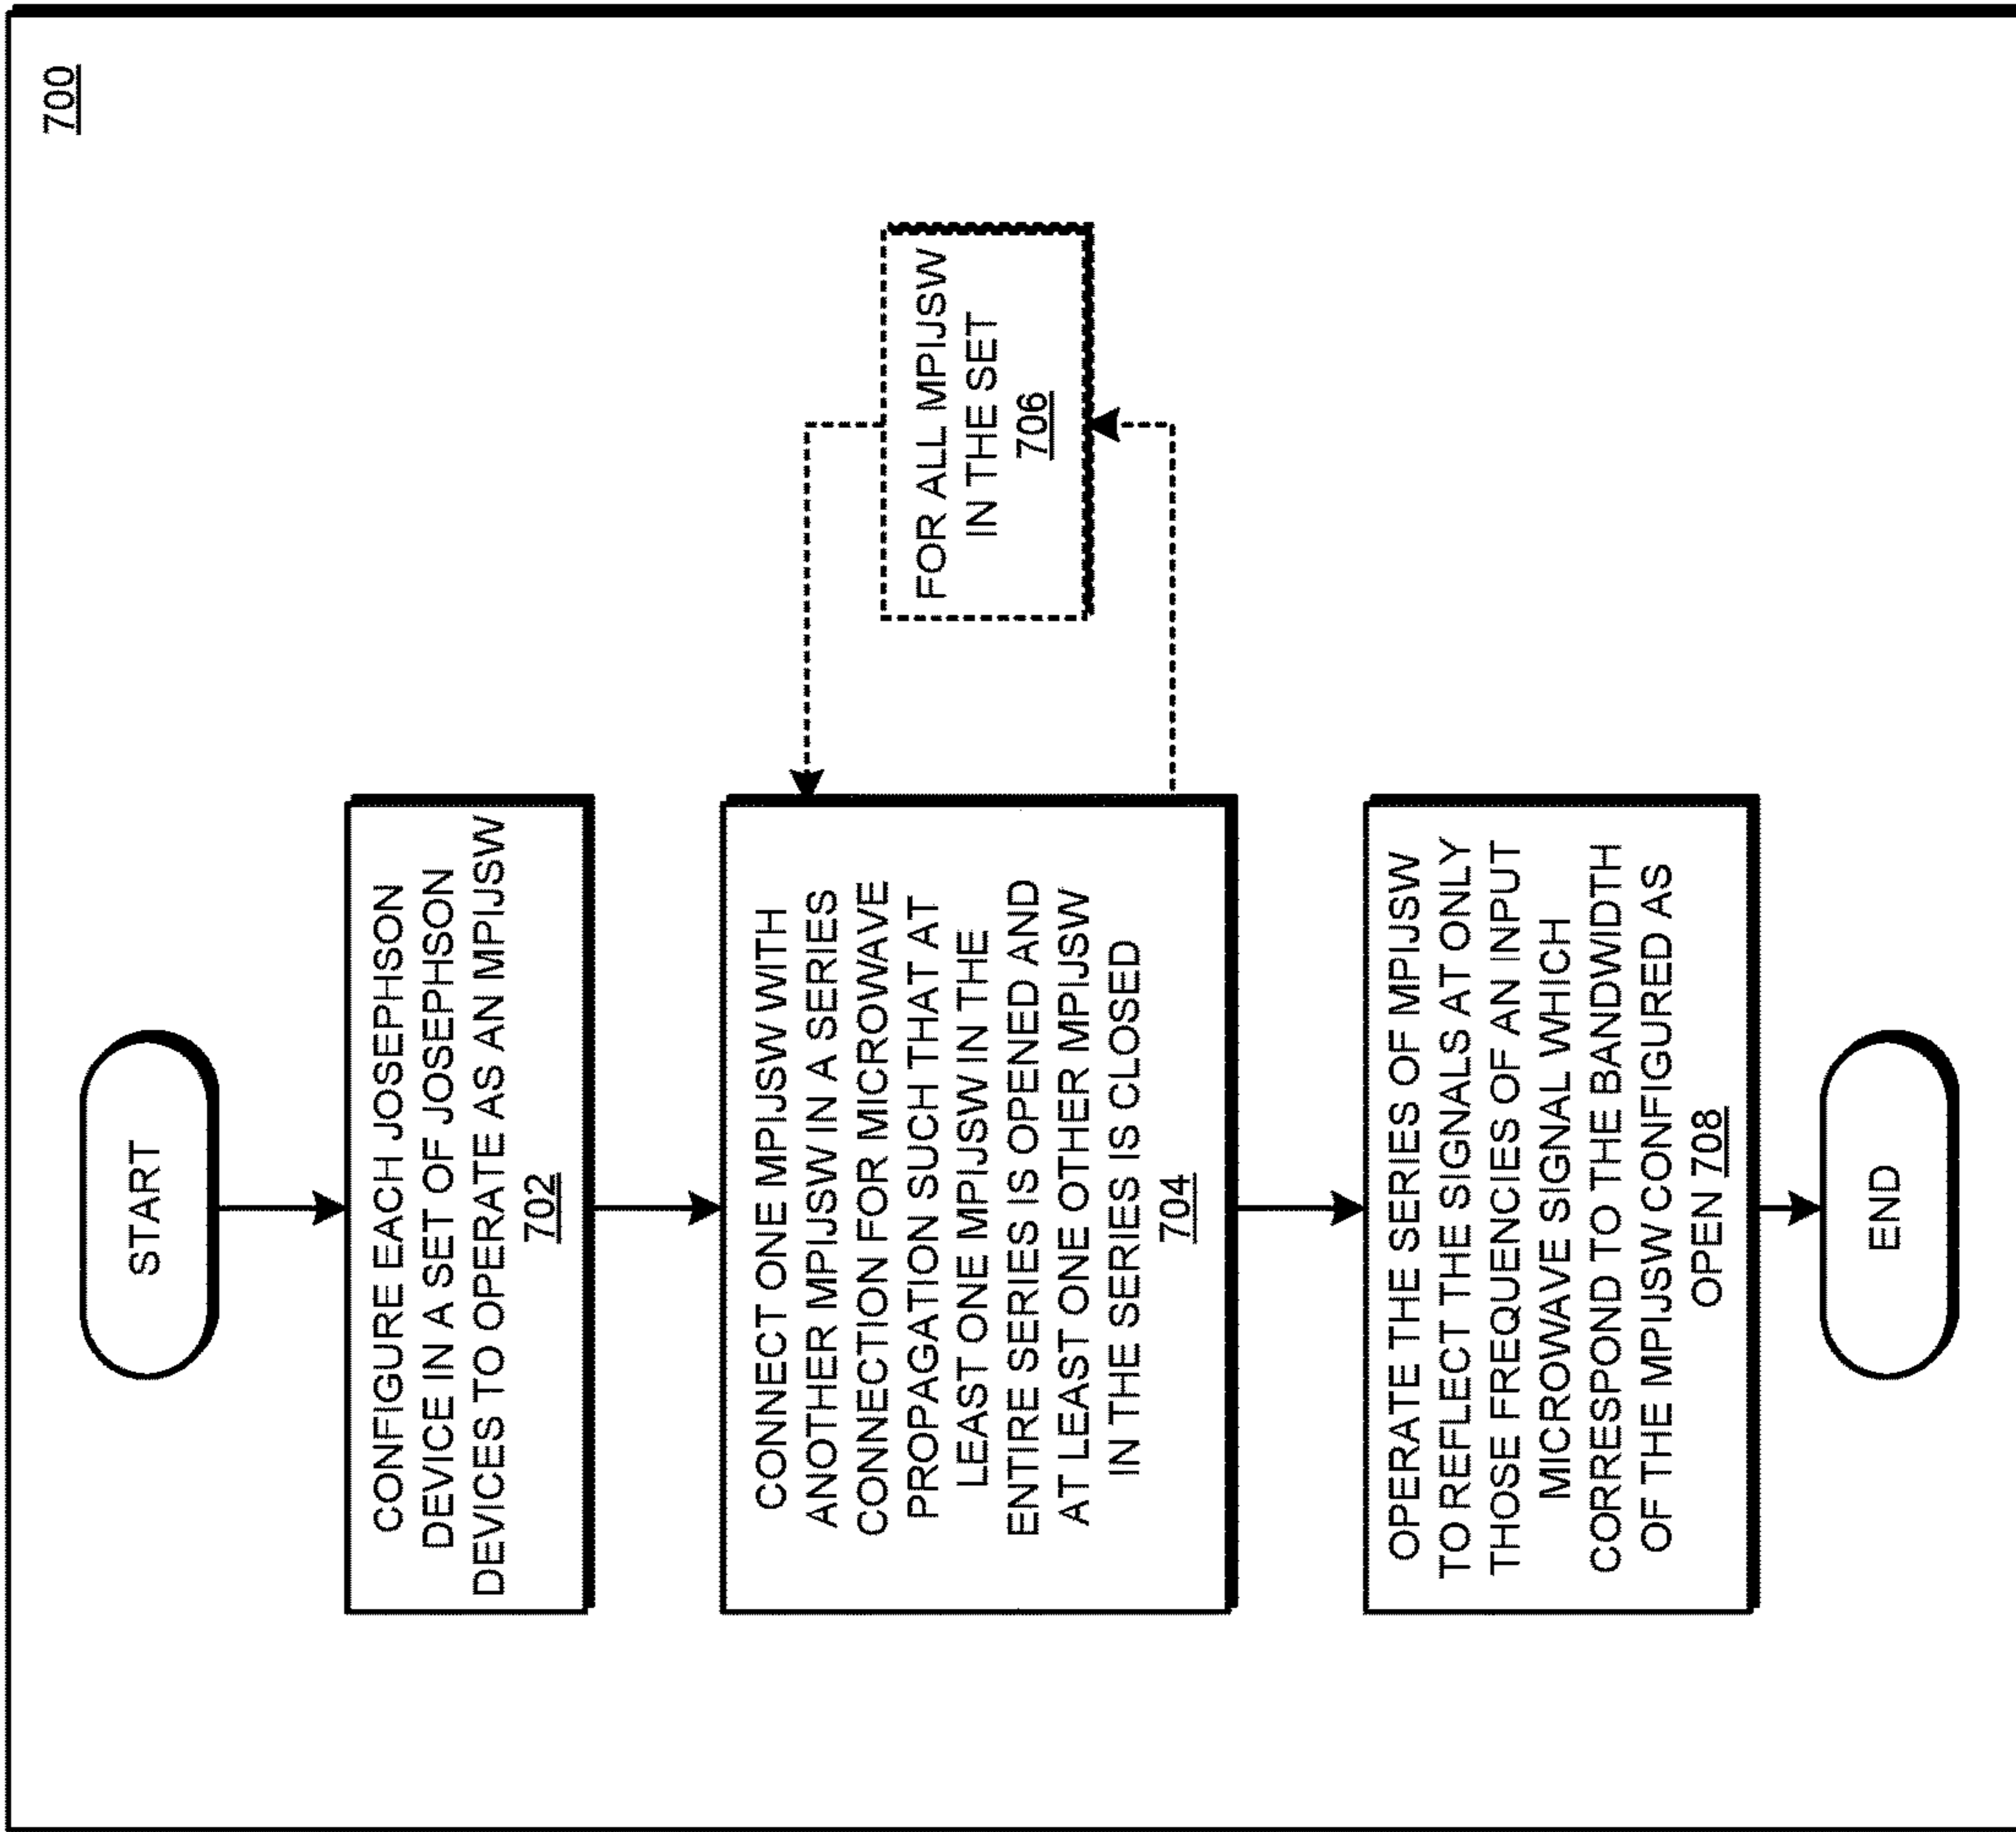 700
START
CONFIGURE EACH JOSEPHSON
DEVICE IN A SET OF JOSEPHSON
DEVICES TO OPERATE AS AN MPIJSW
702
CONNECT ONE MPIJSW WITH
ANOTHER MPIJSW IN A SERIES
CONNECTION FOR MICROWAVE
PROPAGATION SUCH THAT AT
LEAST ONE MPIJSW IN THE
ENTIRE SERIES IS OPENED AND
AT LEAST ONE OTHER MPIJSW
IN THE SERIES IS CLOSED
704
FOR ALL MPIJSW
IN THE SET
706
OPERATE THE SERIES OF MPIJSW
TO REFLECT THE SIGNALS AT ONLY
THOSE FREQUENCIES OF AN INPUT
MICROWAVE SIGNAL WHICH
CORRESPOND TO THE BANDWIDTH
OF THE MPIJSW CONFIGURED AS
OPEN 708
END